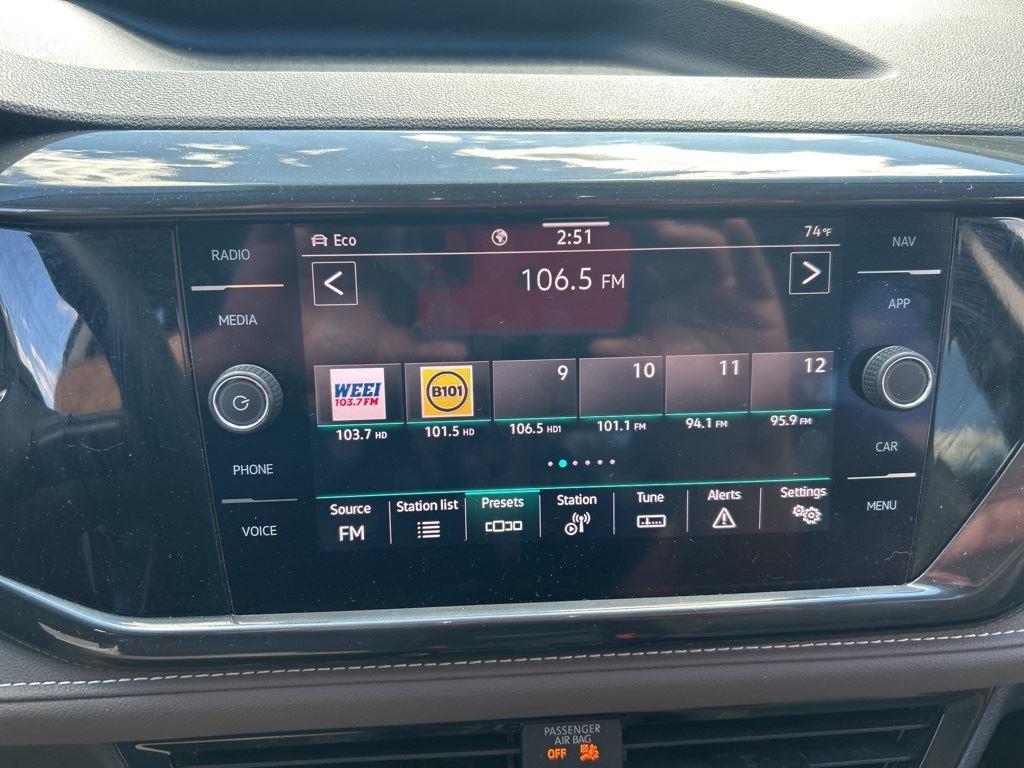 Eco 2:51 74°F
RADIO
MEDIA
PHONE
VOICE
NAV
APP
CAR
MENU
< 106.5 FM >
WEEI
103.7 FM
B101
9 10 11 12
103.7 HD 101.5 HD 106.5 HD1 101.1 FM 94.1 FM 95.9 FM
Source Station list Presets Station Tune Alerts Settings
FM
PASSENGER
AIR BAG
OFF